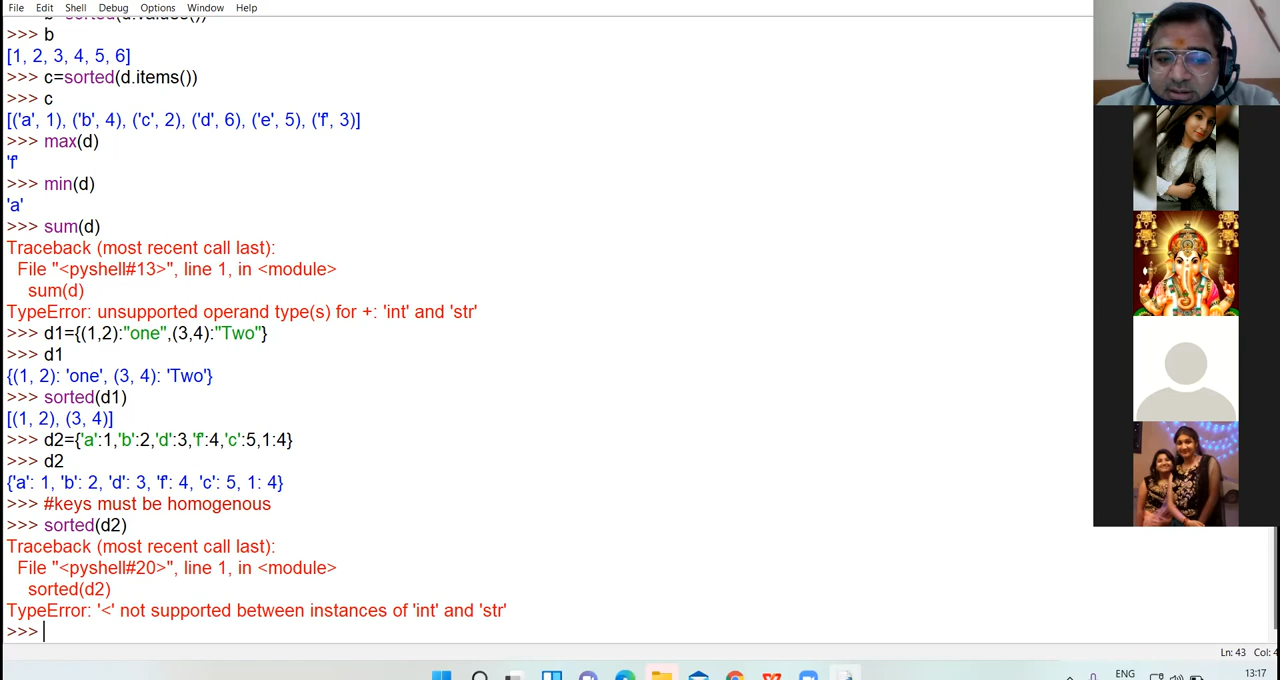 File Edit Shell Debug Options Window Help
b=sorted(d.values())
>>> b
[1, 2, 3, 4, 5, 6]
>>> c=sorted(d.items())
>>> c
[('a', 1), ('b', 4), ('c', 2), ('d', 6), ('e', 5), ('f', 3)]
>>> max(d)
'f'
>>> min(d)
'a'
>>> sum(d)
Traceback (most recent call last):
File "<pyshell#13>", line 1, in <module>
sum(d)
TypeError: unsupported operand type(s) for +: 'int' and 'str'
>>> d1={(1,2):"one",(3,4):"Two"}
>>> d1
{(1, 2): 'one', (3, 4): 'Two'}
>>> sorted(d1)
[(1, 2), (3, 4)]
>>> d2={'a':1,'b':2,'d':3,'f':4,'c':5,1:4}
>>> d2
{'a': 1, 'b': 2, 'd': 3, 'f': 4, 'c': 5, 1: 4}
>>> #keys must be homogenous
>>> sorted(d2)
Traceback (most recent call last):
File "<pyshell#20>", line 1, in <module>
sorted(d2)
TypeError: '<' not supported between instances of 'int' and 'str'
>>>
Ln: 43 Col: 4
ENG
13:17